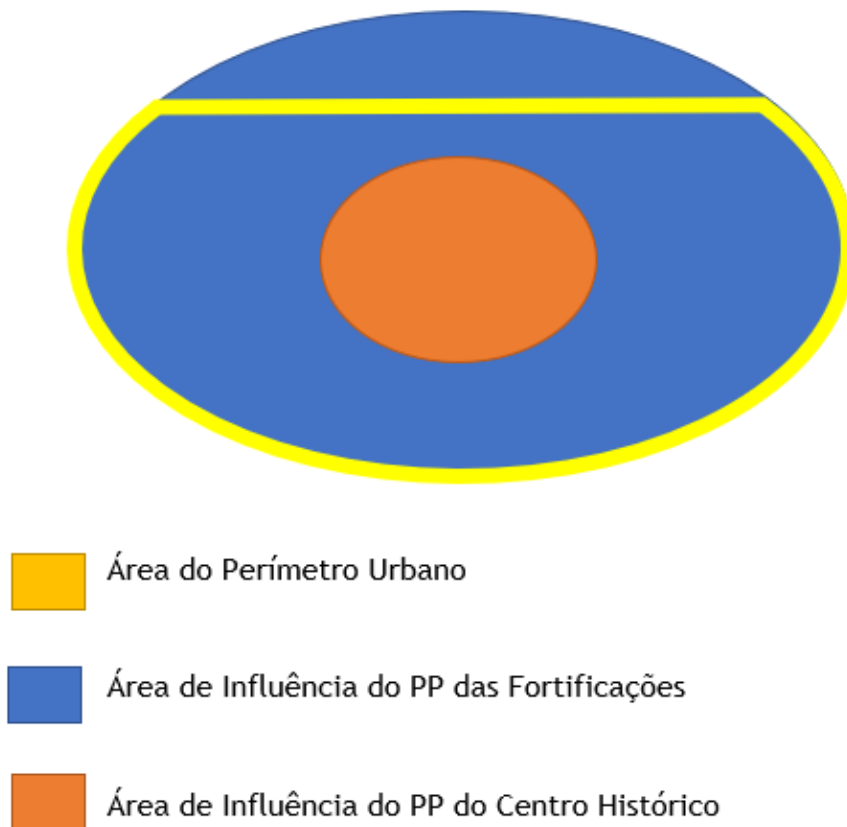 Área do Perímetro Urbano
Área de Influência do PP das Fortificações
Área de Influência do PP do Centro Histórico